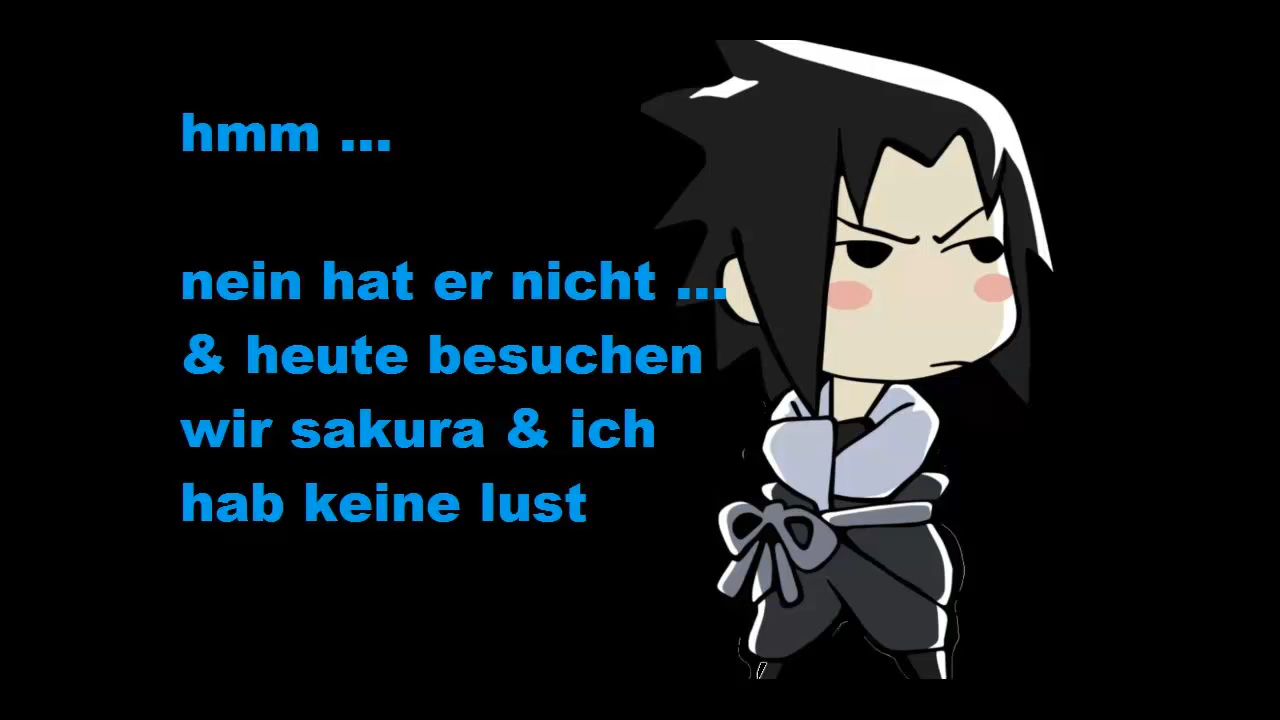 hmm ...
nein hat er nicht ...
& heute besuchen
wir sakura & ich
hab keine lust